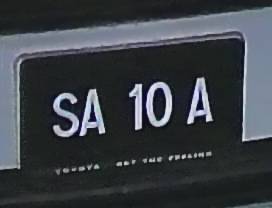 SA 10 A
TOYOTA GET THE FEELING